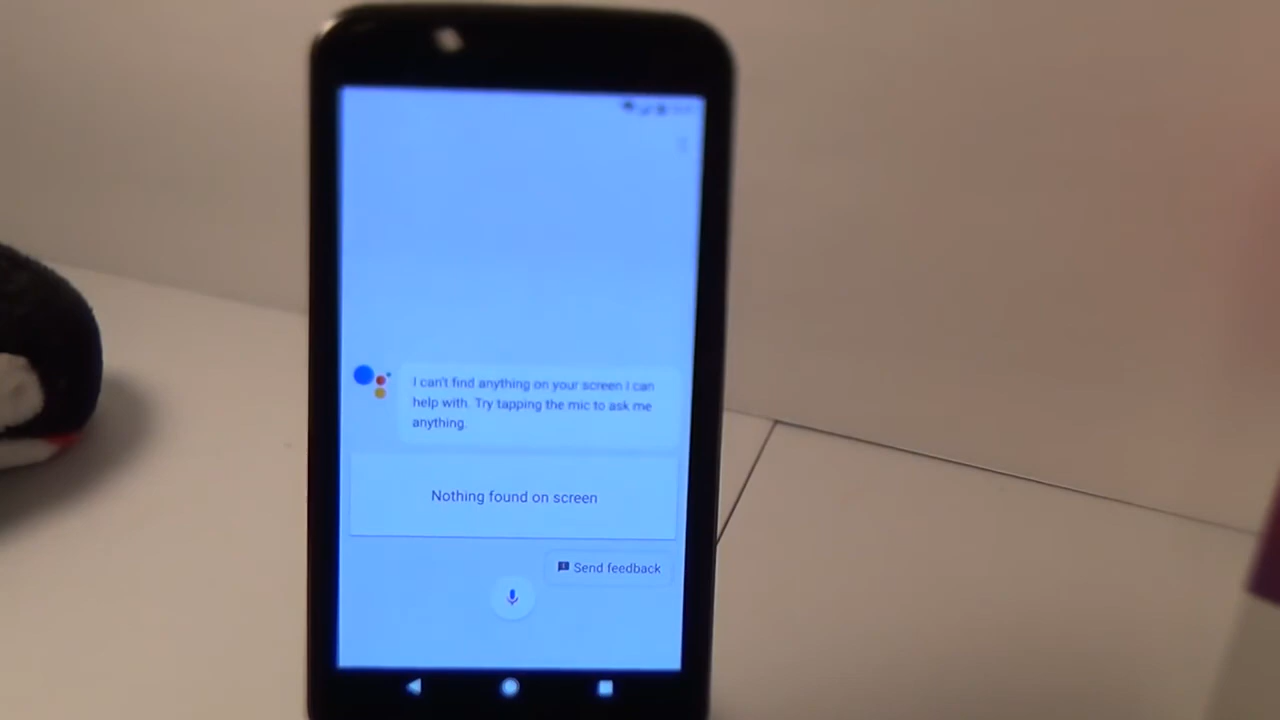 I can't find anything on your screen I can
help with. Try tapping the mic to ask me
anything.
Nothing found on screen
Send feedback